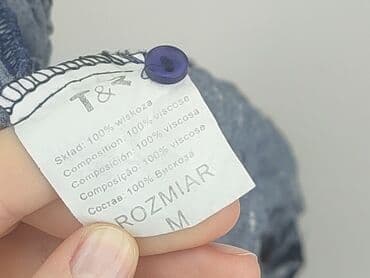 T&R
Skład: 100% wiskoza
Composition: 100% viscose
Composición: 100% viscosa
Composição: 100% viscose
Состав: 100% Вискоза
ROZMIAR
M